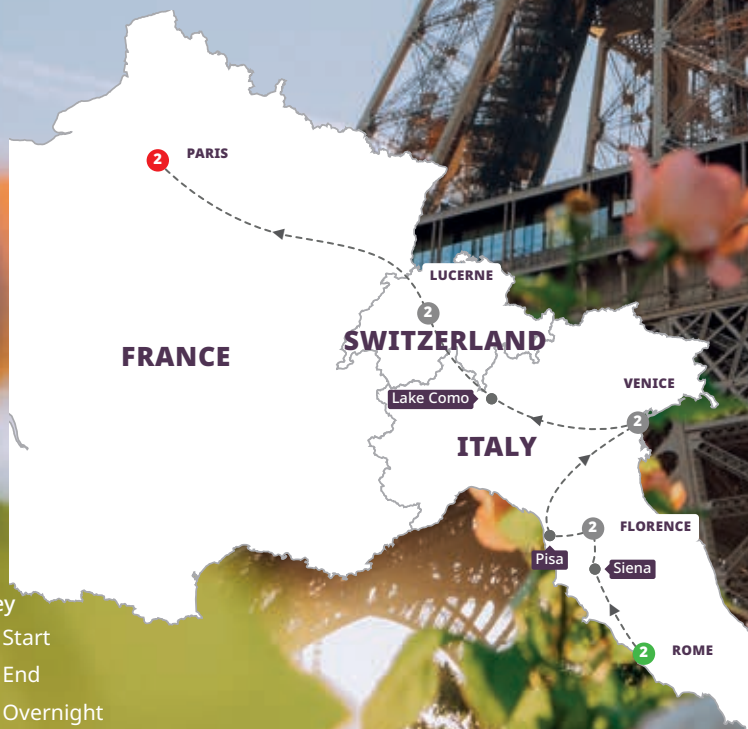 2 PARIS
LUCERNE
2
SWITZERLAND
FRANCE
VENICE
Lake Como
2
ITALY
2 FLORENCE
Pisa
Siena
2 ROME
ey
Start
End
Overnight